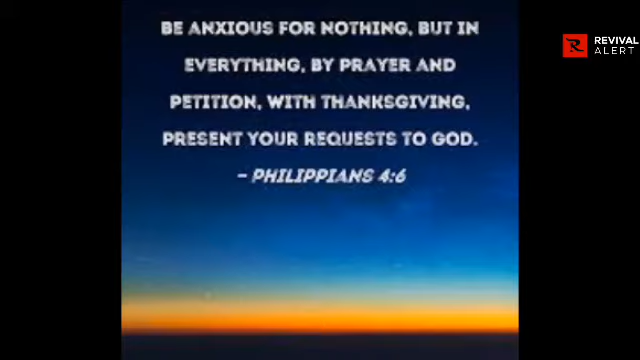 BE ANXIOUS FOR NOTHING, BUT IN
EVERYTHING, BY PRAYER AND
PETITION, WITH THANKSGIVING,
PRESENT YOUR REQUESTS TO GOD.
– PHILIPPIANS 4:6
REVIVAL
ALERT